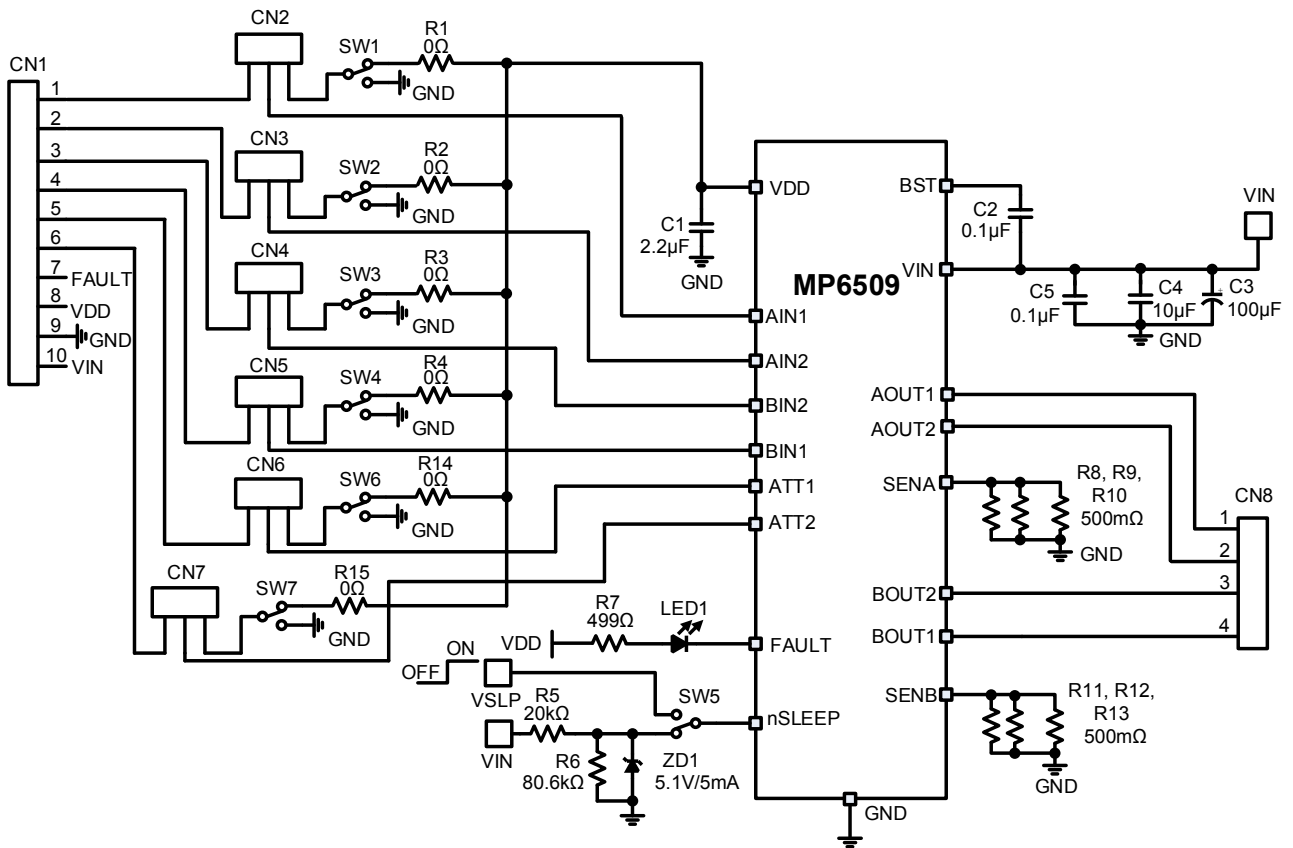 CN1
1
2
3
4
5
6
7
FAULT
8
VDD
9
GND
10
VIN
CN2
SW1
R1
0Ω
GND
CN3
SW2
R2
0Ω
GND
CN4
SW3
R3
0Ω
GND
CN5
SW4
R4
0Ω
GND
CN6
SW6
R14
0Ω
GND
CN7
SW7
R15
0Ω
GND
C1
2.2µF
GND
VDD
R7
499Ω
LED1
OFF
ON
VSLP
VIN
R5
20kΩ
R6
80.6kΩ
ZD1
5.1V/5mA
SW5
MP6509
VDD
AIN1
AIN2
BIN2
BIN1
ATT1
ATT2
FAULT
nSLEEP
BST
VIN
AOUT1
AOUT2
SENA
BOUT2
BOUT1
SENB
GND
C2
0.1µF
VIN
C5
0.1µF
C4
10µF
C3
+
100µF
GND
R8, R9,
R10
500mΩ
GND
CN8
1
2
3
4
R11, R12,
R13
500mΩ
GND